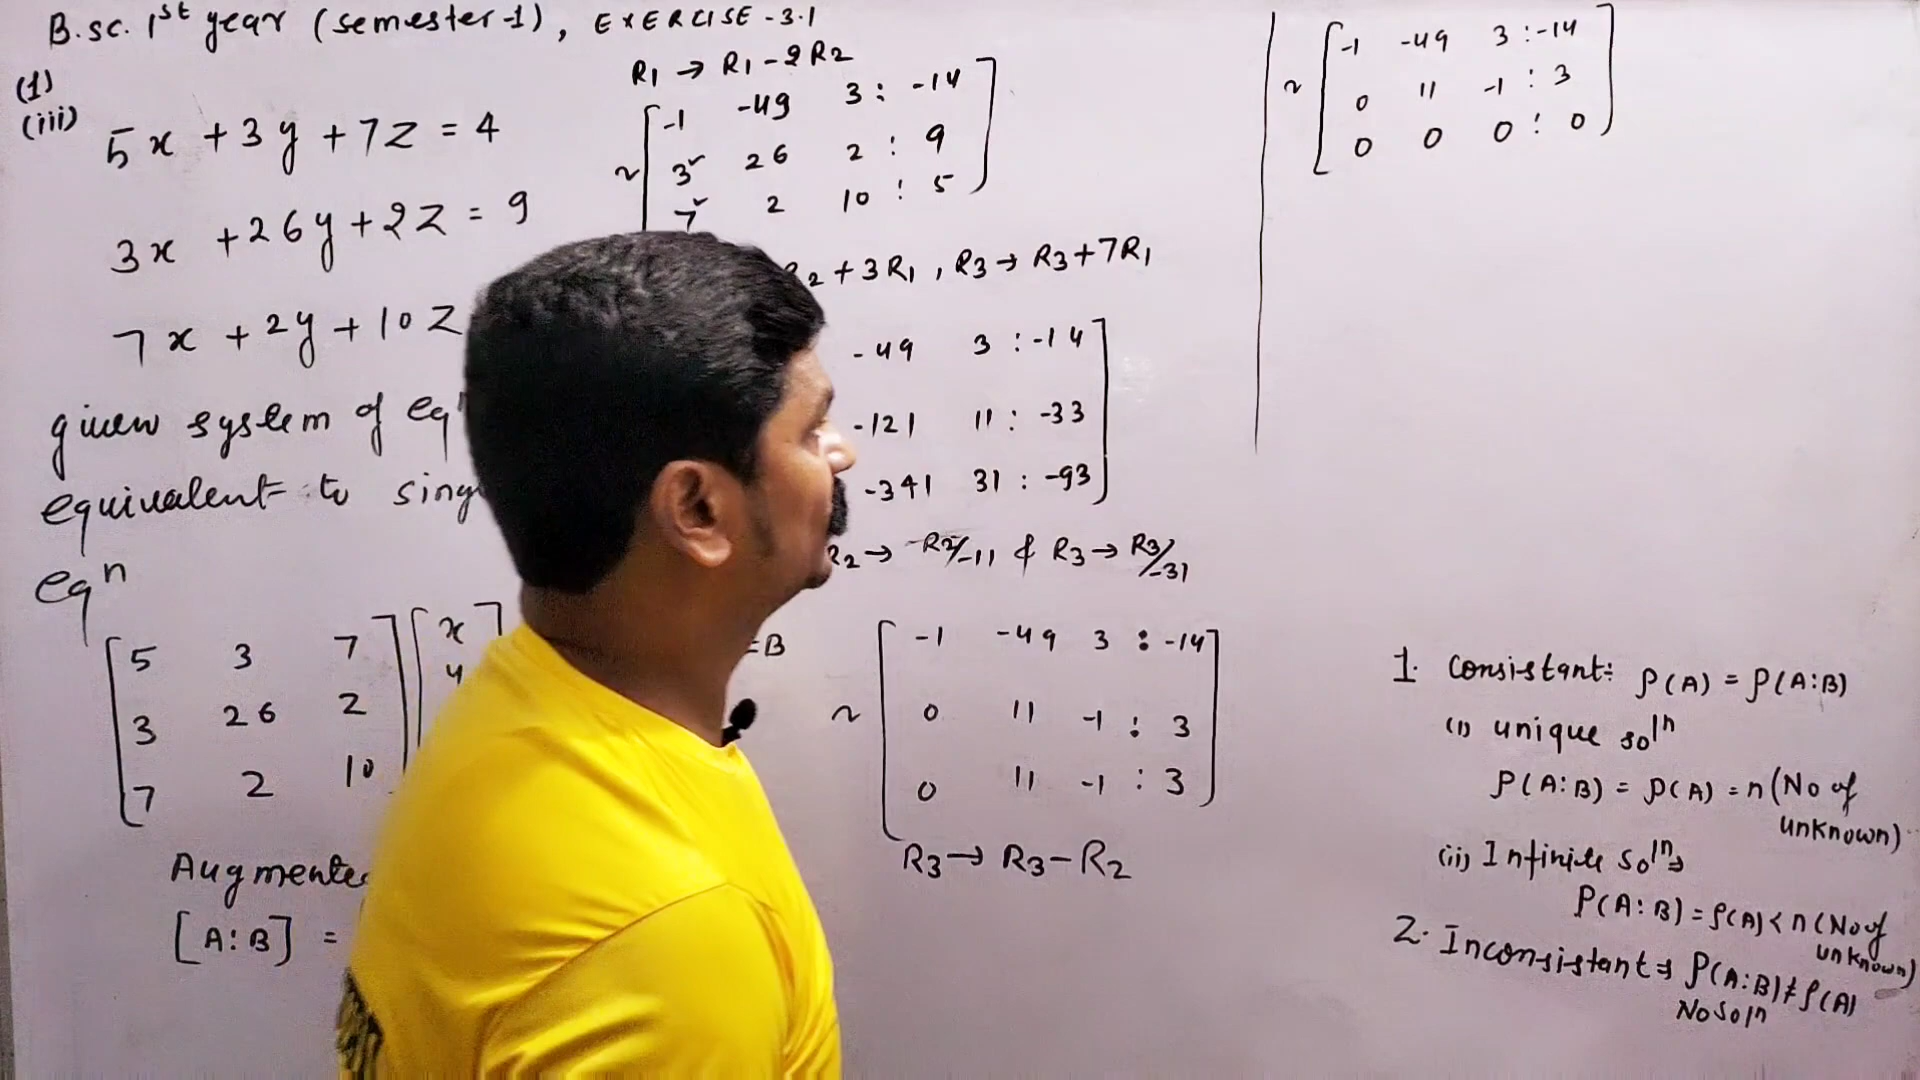 B.sc. 1st year (semester-1), EXERCISE-3.1
(1)
(iii)
5x + 3y + 7z = 4
3x + 26y + 2z = 9
7x + 2y + 10z
given system of eqn
equivalent to
eqn
5 3 7
3 26 2
7 2 10
x
y
=B
[A:B] =
R1 → R1 - 2R2
~ -1 -49 3 : -14
3 26 2 : 9
7 2 10 : 5
R2 + 3R1, R3 → R3 + 7R1
-49 3 : -14
-121 11 : -33
-341 31 : -93
R2 → -R2/-11 & R3 → R3/-31
~ -1 -49 3 : -14
0 11 -1 : 3
0 11 -1 : 3
R3 → R3 - R2
~ -1 -49 3 : -14
0 11 -1 : 3
0 0 0 : 0
1. Consistant: ρ(A) = ρ(A:B)
(i) unique soln
ρ(A:B) = ρ(A) = n (No of
unknown)
(ii) Infinite soln⇒
ρ(A:B) = ρ(A) < n (No of
unknown)
2. Inconsistant ⇒ ρ(A:B) ≠ ρ(A)
No soln